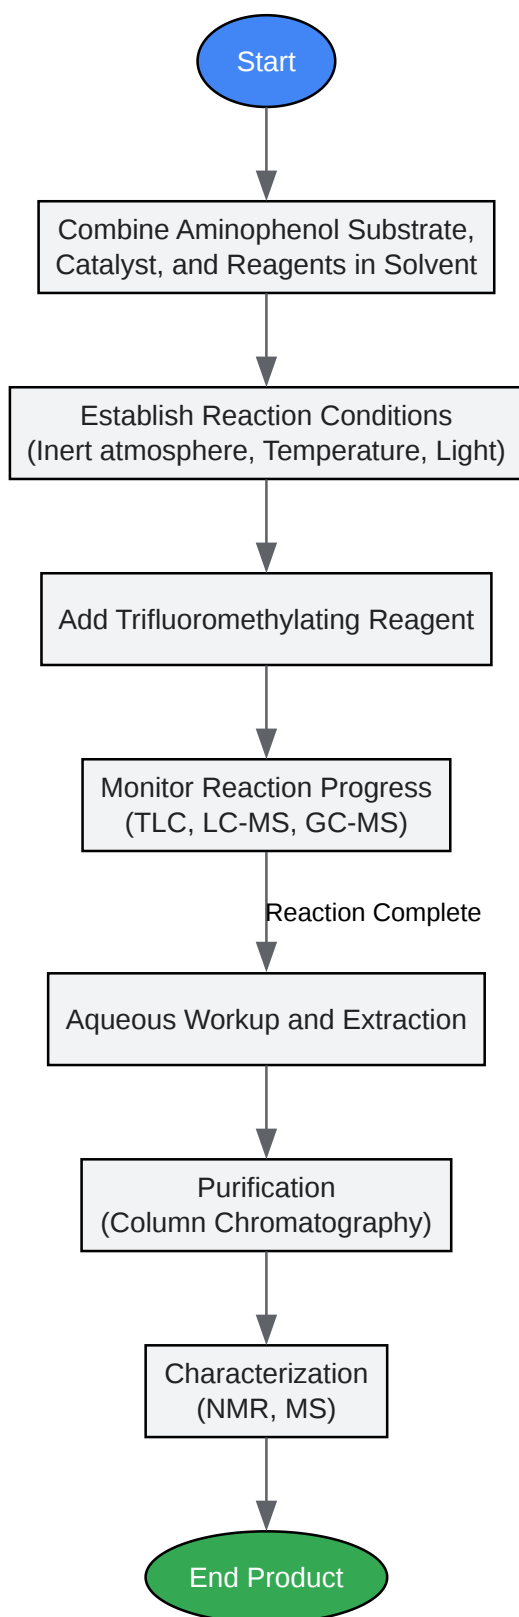 Start
Combine Aminophenol Substrate,
Catalyst, and Reagents in Solvent
Establish Reaction Conditions
(Inert atmosphere, Temperature, Light)
Add Trifluoromethylating Reagent
Monitor Reaction Progress
(TLC, LC-MS, GC-MS)
Reaction Complete
Aqueous Workup and Extraction
Purification
(Column Chromatography)
Characterization
(NMR, MS)
End Product